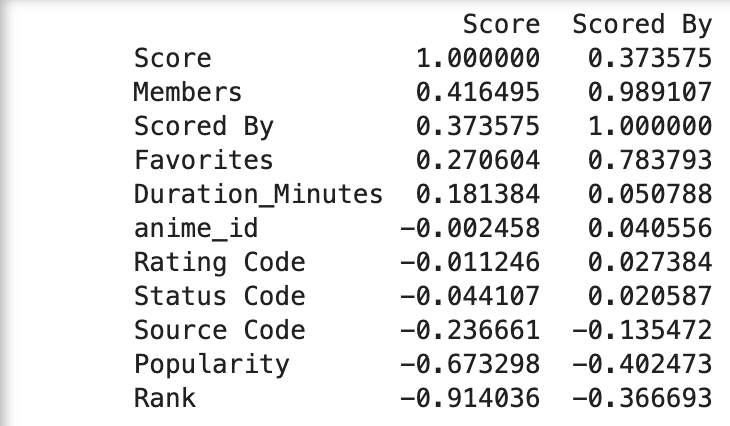 Score Scored By
Score 1.000000 0.373575
Members 0.416495 0.989107
Scored By 0.373575 1.000000
Favorites 0.270604 0.783793
Duration_Minutes 0.181384 0.050788
anime_id −0.002458 0.040556
Rating Code −0.011246 0.027384
Status Code −0.044107 0.020587
Source Code −0.236661 −0.135472
Popularity −0.673298 −0.402473
Rank −0.914036 −0.366693